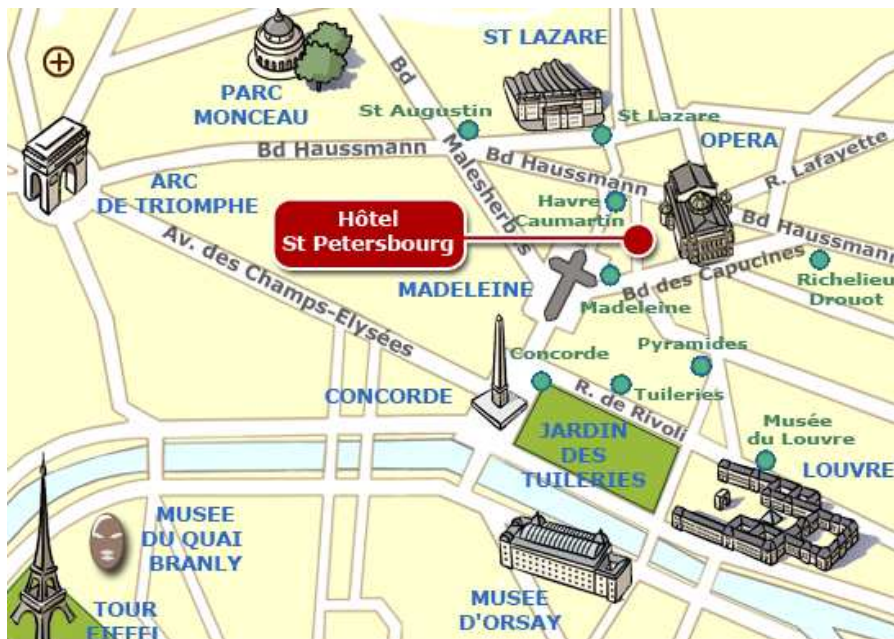 ST LAZARE
PARC
MONCEAU
Bd
Malesherbes
St Augustin
St Lazare
OPERA
Bd Haussmann
Bd Haussmann
R. Lafayette
ARC
DE TRIOMPHE
Havre
Caumartin
Hôtel
St Petersbourg
Bd Haussmann
Av. des Champs-Elysées
MADELEINE
Madeleine
Bd des Capucines
Richelieu
Drouot
Concorde
Pyramides
CONCORDE
Tuileries
R. de Rivoli
JARDIN
DES
TUILERIES
Musée
du Louvre
LOUVRE
MUSEE
DU QUAI
BRANLY
TOUR
EIFFEL
MUSEE
D'ORSAY